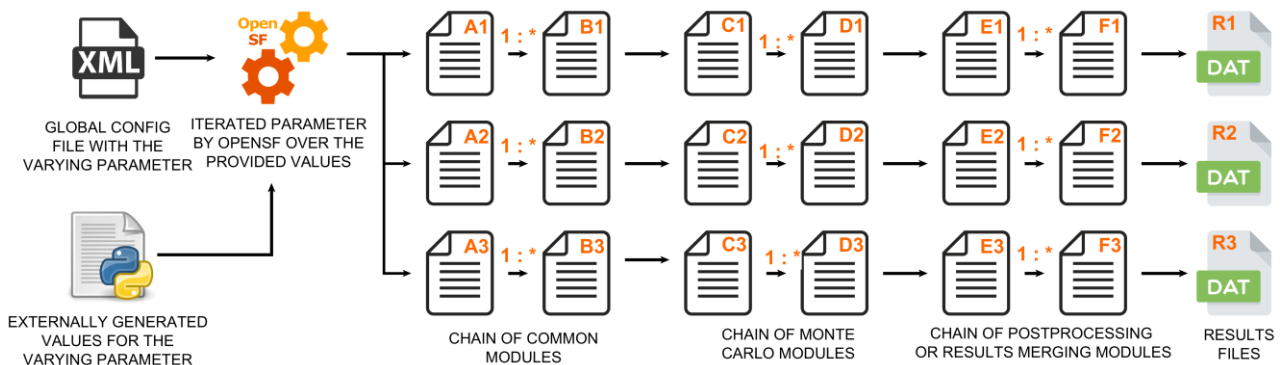 XML
GLOBAL CONFIG
FILE WITH THE
VARYING PARAMETER
Open
SF
ITERATED PARAMETER
BY OPENSF OVER THE
PROVIDED VALUES
EXTERNALLY GENERATED
VALUES FOR THE
VARYING PARAMETER
A1
1 : *
B1
C1
1 : *
D1
E1
1 : *
F1
R1
DAT
A2
1 : *
B2
C2
1 : *
D2
E2
1 : *
F2
R2
DAT
A3
1 : *
B3
C3
1 : *
D3
E3
1 : *
F3
R3
DAT
CHAIN OF COMMON
MODULES
CHAIN OF MONTE
CARLO MODULES
CHAIN OF POSTPROCESSING
OR RESULTS MERGING MODULES
RESULTS
FILES